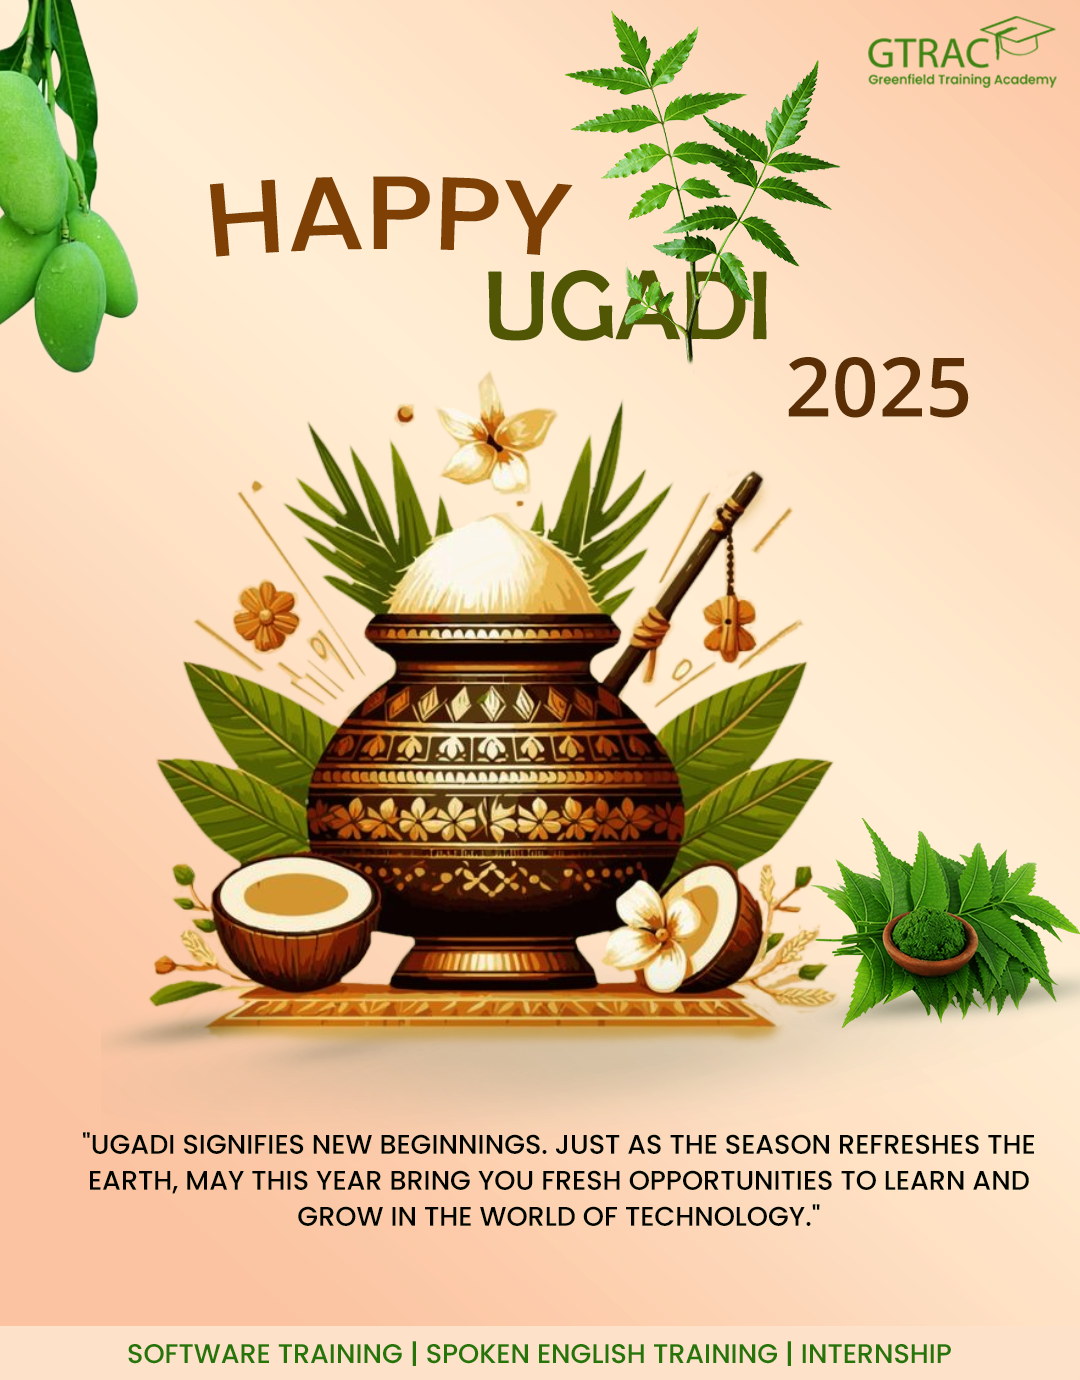 GTRAC
Greenfield Training Academy
HAPPY
UGADI
2025
"UGADI SIGNIFIES NEW BEGINNINGS. JUST AS THE SEASON REFRESHES THE
EARTH, MAY THIS YEAR BRING YOU FRESH OPPORTUNITIES TO LEARN AND
GROW IN THE WORLD OF TECHNOLOGY."
SOFTWARE TRAINING | SPOKEN ENGLISH TRAINING | INTERNSHIP